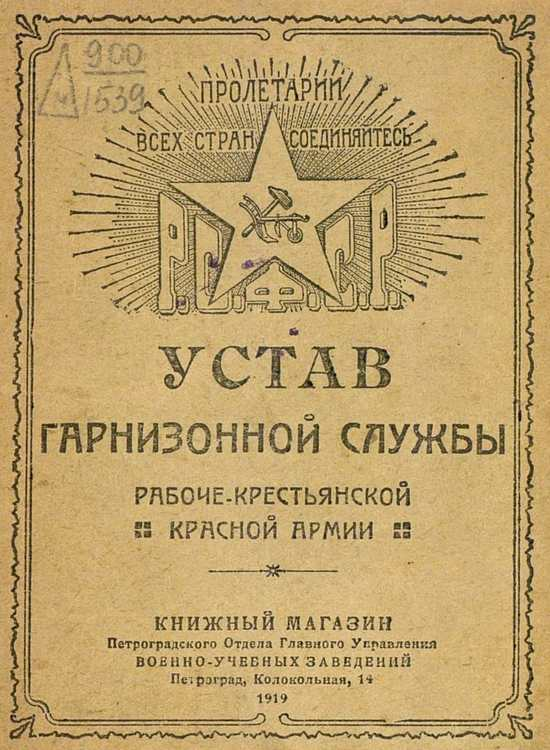 900
1539
ПРОЛЕТАРИИ
ВСЕХ СТРАН СОЕДИНЯЙТЕСЬ
Р.С.Ф.С.Р.
УСТАВ
ГАРНИЗОННОЙ СЛУЖБЫ
РАБОЧЕ-КРЕСТЬЯНСКОЙ
КРАСНОЙ АРМИИ
КНИЖНЫЙ МАГАЗИН
Петроградского Отдела Главного Управления
ВОЕННО-УЧЕБНЫХ ЗАВЕДЕНИЙ
Петроград, Колокольная, 14
1919